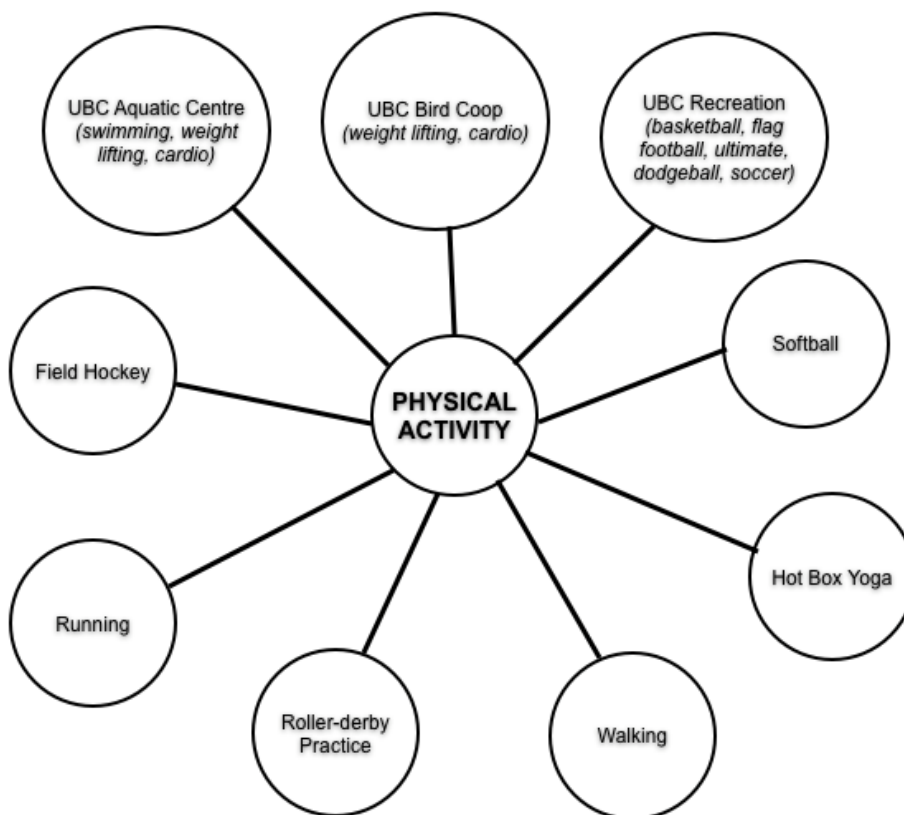 UBC Aquatic Centre
(swimming, weight
lifting, cardio)
UBC Bird Coop
(weight lifting, cardio)
UBC Recreation
(basketball, flag
football, ultimate,
dodgeball, soccer)
Field Hockey
PHYSICAL
ACTIVITY
Softball
Running
Hot Box Yoga
Roller-derby
Practice
Walking